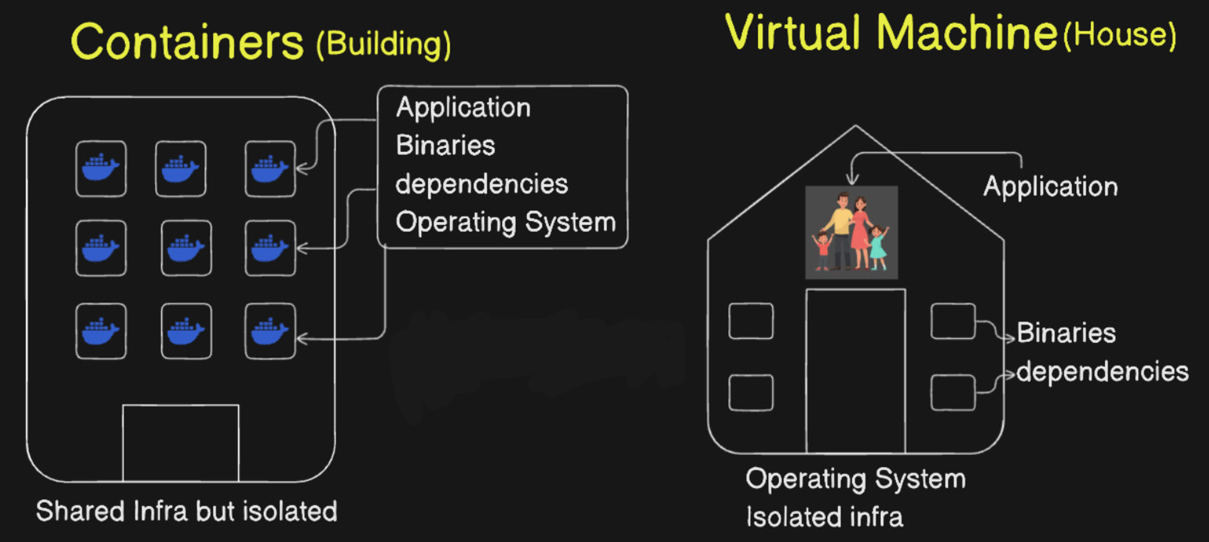 Containers (Building)
Application
Binaries
dependencies
Operating System
Shared Infra but isolated
Virtual Machine (House)
Application
Binaries
dependencies
Operating System
Isolated infra